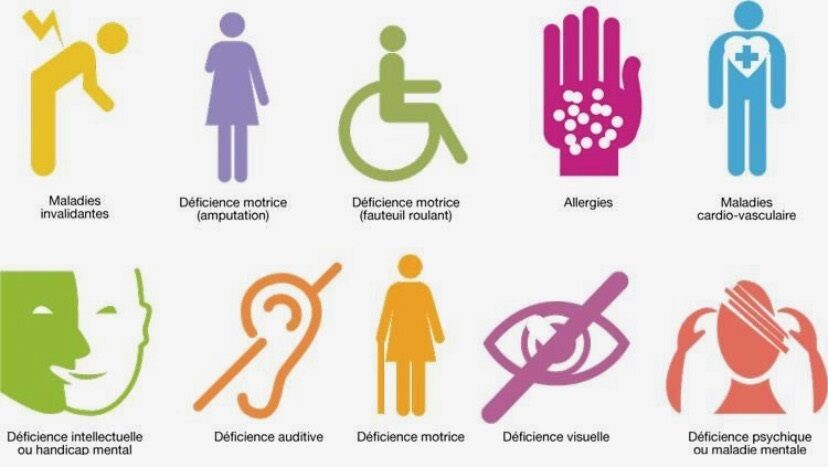 Maladies
invalidantes
Déficience motrice
(amputation)
Déficience motrice
(fauteuil roulant)
Allergies
Maladies
cardio-vasculaire
Déficience intellectuelle
ou handicap mental
Déficience auditive
Déficience motrice
Déficience visuelle
Déficience psychique
ou maladie mentale